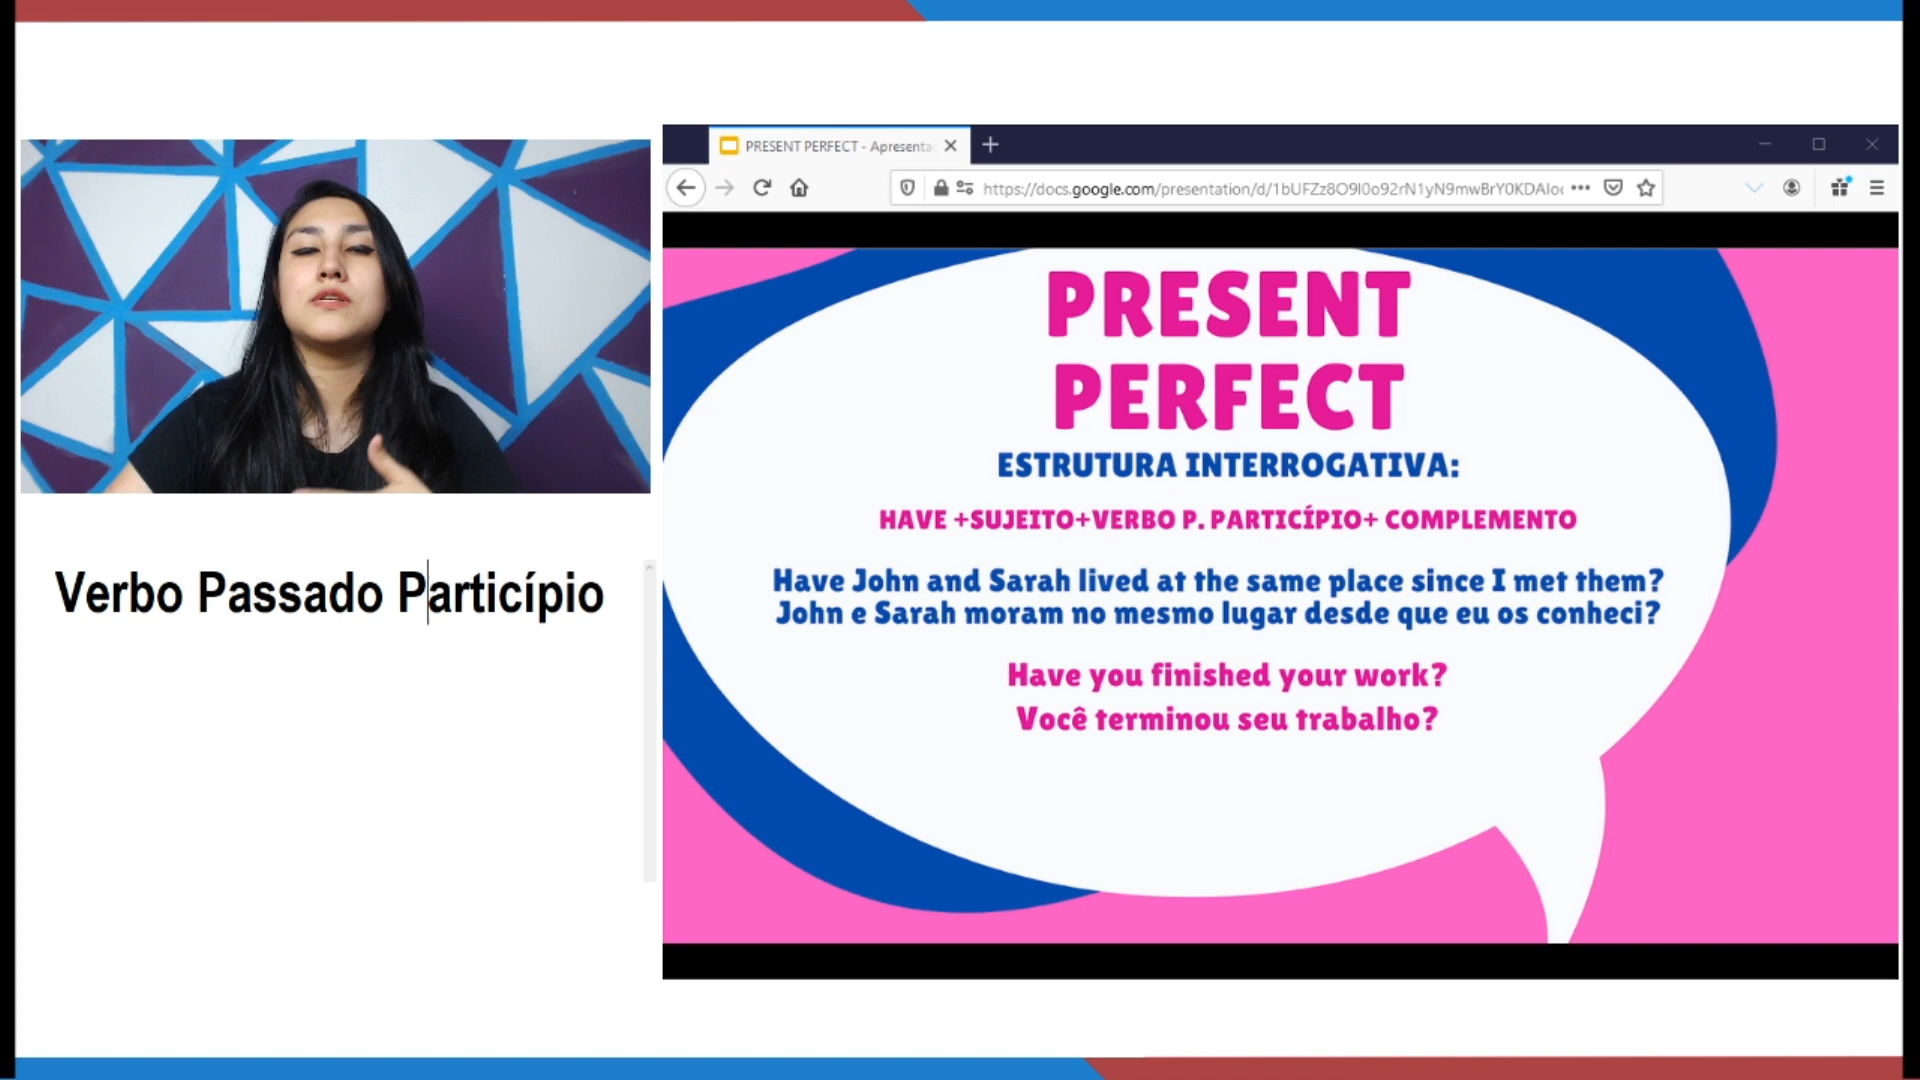 PRESENT PERFECT - Apresenta
https://docs.google.com/presentation/d/1bUFZz8O9I0o92rN1yN9mwBrY0KDAIo
PRESENT
PERFECT
ESTRUTURA INTERROGATIVA:
HAVE +SUJEITO+VERBO P. PARTICÍPIO+ COMPLEMENTO
Have John and Sarah lived at the same place since I met them?
John e Sarah moram no mesmo lugar desde que eu os conheci?
Have you finished your work?
Você terminou seu trabalho?
Verbo Passado Particípio